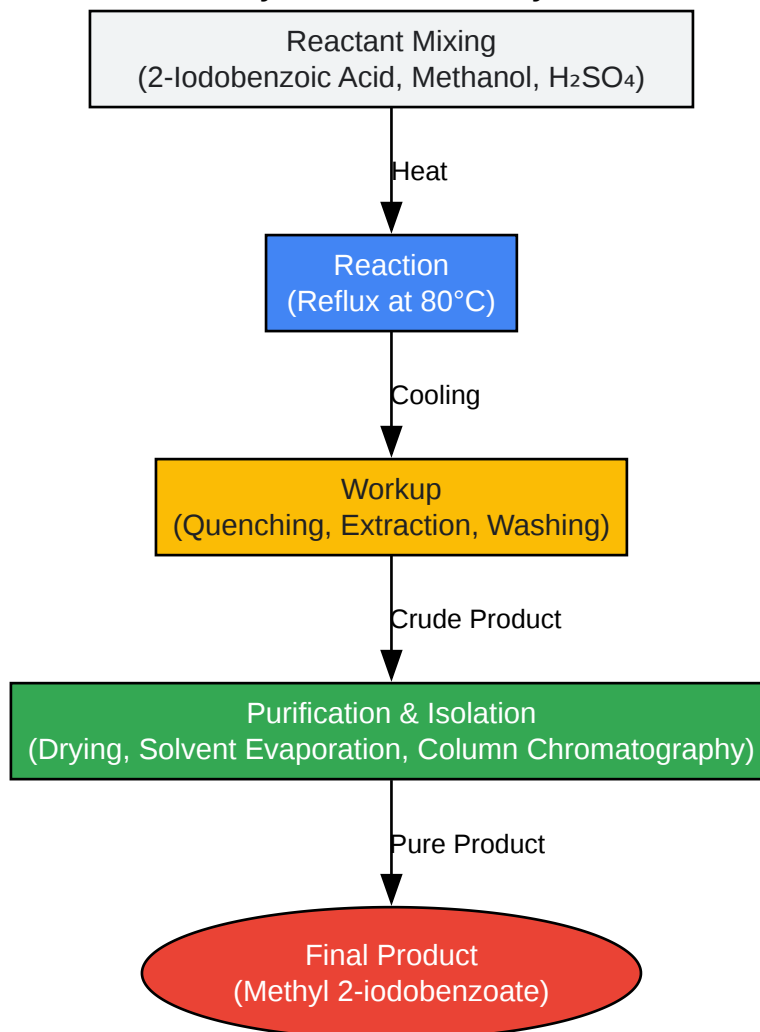 Reactant Mixing
(2-Iodobenzoic Acid, Methanol, H₂SO₄)
Heat
Reaction
(Reflux at 80°C)
Cooling
Workup
(Quenching, Extraction, Washing)
Crude Product
Purification & Isolation
(Drying, Solvent Evaporation, Column Chromatography)
Pure Product
Final Product
(Methyl 2-iodobenzoate)